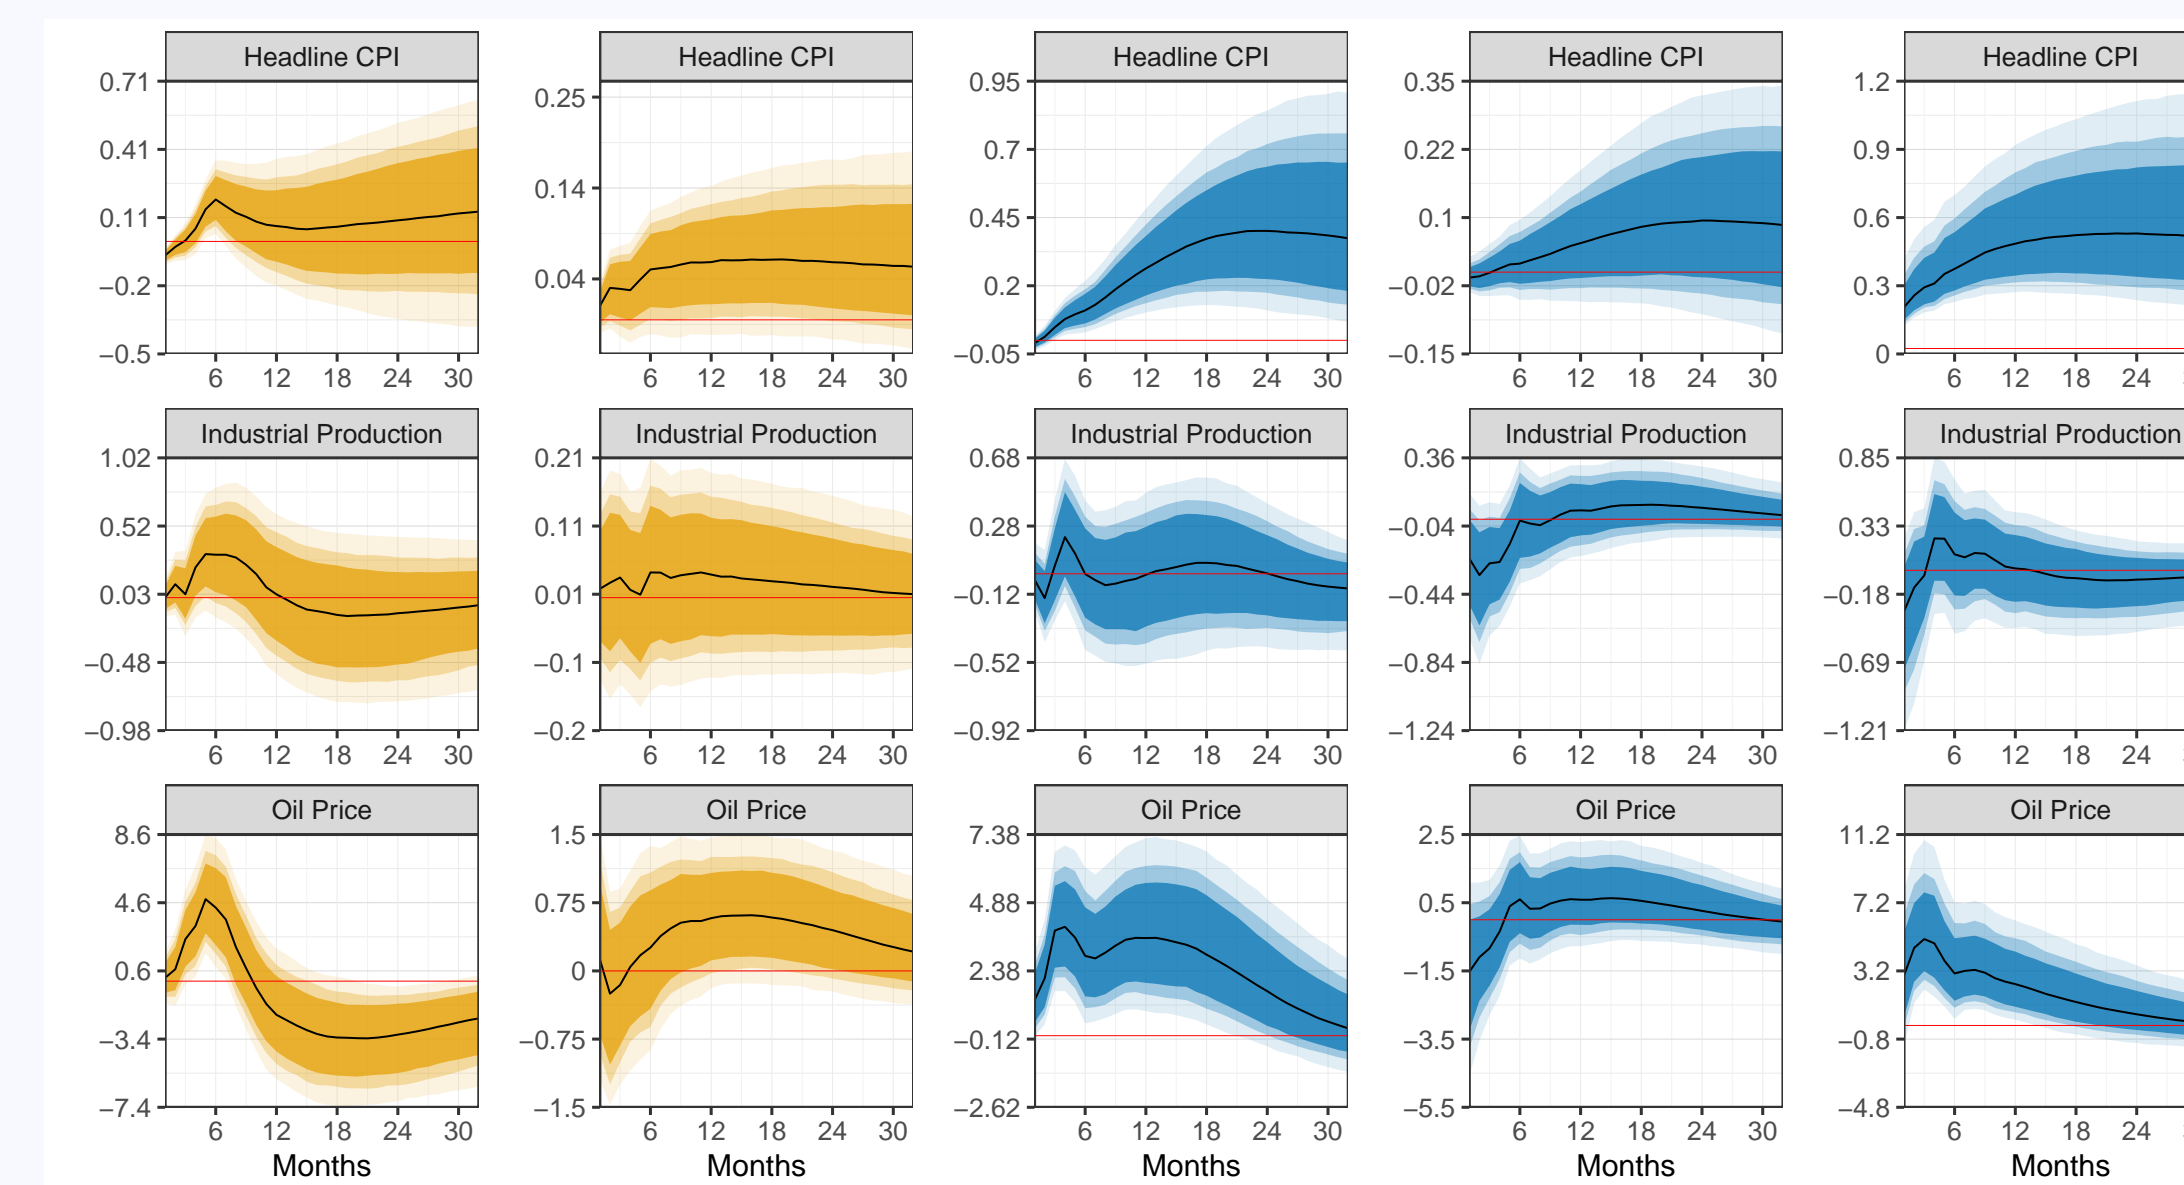 Headline CPI Headline CPI Headline CPI Headline CPI Headline CPI
0.71 0.25 0.95 0.35 1.2
0.41 0.14 0.7 0.22 0.9
0.11 0.04 0.45 0.1 0.6
−0.2 0.2 −0.02 0.3
−0.5 −0.05 −0.15 0
6 12 18 24 30 6 12 18 24 30 6 12 18 24 30 6 12 18 24 30 6 12 18 24
Industrial Production Industrial Production Industrial Production Industrial Production Industrial Production
1.02 0.21 0.68 0.36 0.85
0.52 0.11 0.28 −0.04 0.33
0.03 0.01 −0.12 −0.44 −0.18
−0.48 −0.1 −0.52 −0.84 −0.69
−0.98 −0.2 −0.92 −1.24 −1.21
6 12 18 24 30 6 12 18 24 30 6 12 18 24 30 6 12 18 24 30 6 12 18 24
Oil Price Oil Price Oil Price Oil Price Oil Price
8.6 1.5 7.38 2.5 11.2
4.6 0.75 4.88 0.5 7.2
0.6 0 2.38 −1.5 3.2
−3.4 −0.75 −0.12 −3.5 −0.8
−7.4 −1.5 −2.62 −5.5 −4.8
6 12 18 24 30 6 12 18 24 30 6 12 18 24 30 6 12 18 24 30 6 12 18 24
Months Months Months Months Months